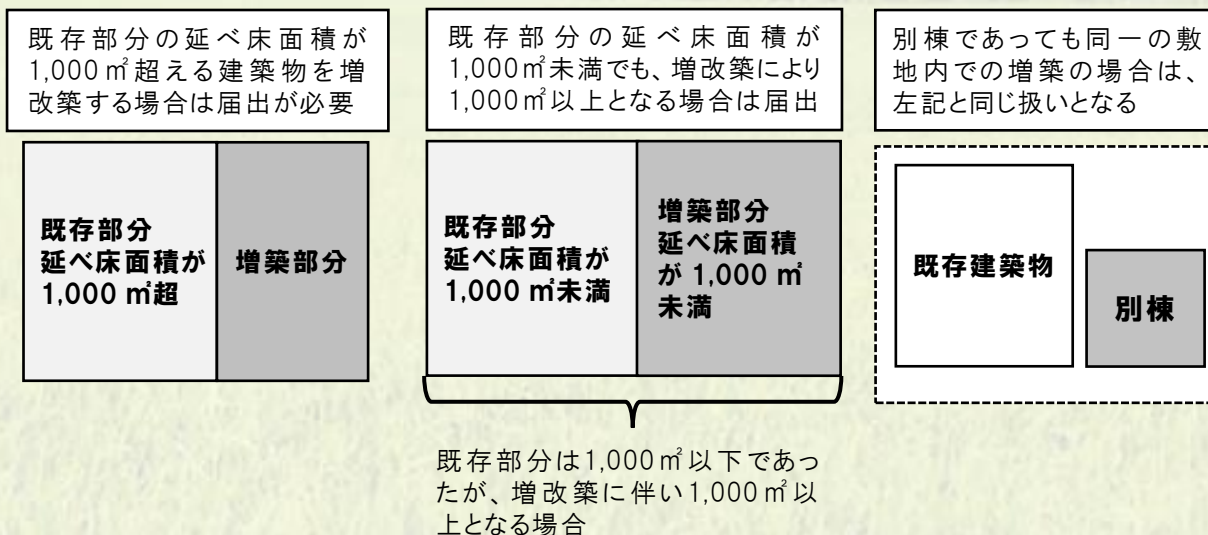 既存部分の延べ床面積が
1,000㎡超える建築物を増
改築する場合は届出が必要
既存部分
延べ床面積が
1,000㎡超
増築部分
既存部分の延べ床面積が
1,000㎡未満でも、増改築により
1,000㎡以上となる場合は届出
既存部分
延べ床面積が
1,000㎡未満
増築部分
延べ床面積
が1,000㎡
未満
既存部分は1,000㎡以下であっ
たが、増改築に伴い1,000㎡以
上となる場合
別棟であっても同一の敷
地内での増築の場合は、
左記と同じ扱いとなる
既存建築物
別棟